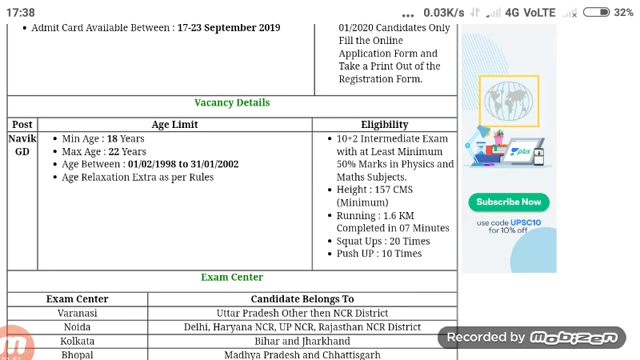 17:38
... 0.03K/s 4G VoLTE 32%
Admit Card Available Between : 17-23 September 2019
01/2020 Candidates Only
Fill the Online
Application Form and
Take a Print Out of the
Registration Form.
Vacancy Details
Post Age Limit Eligibility
Navik
GD
Min Age : 18 Years
Max Age : 22 Years
Age Between : 01/02/1998 to 31/01/2002
Age Relaxation Extra as per Rules
10+2 Intermediate Exam
with at Least Minimum
50% Marks in Physics and
Maths Subjects.
Height : 157 CMS
(Minimum)
Running : 1.6 KM
Completed in 07 Minutes
Squat Ups : 20 Times
Push UP : 10 Times
Exam Center
Exam Center Candidate Belongs To
Varanasi Uttar Pradesh Other then NCR District
Noida Delhi, Haryana NCR, UP NCR, Rajasthan NCR District
Kolkata Bihar and Jharkhand
Bhopal Madhya Pradesh and Chhattisgarh
plus
Subscribe Now
use code UPSC10
for 10% off
Recorded by Mobizen